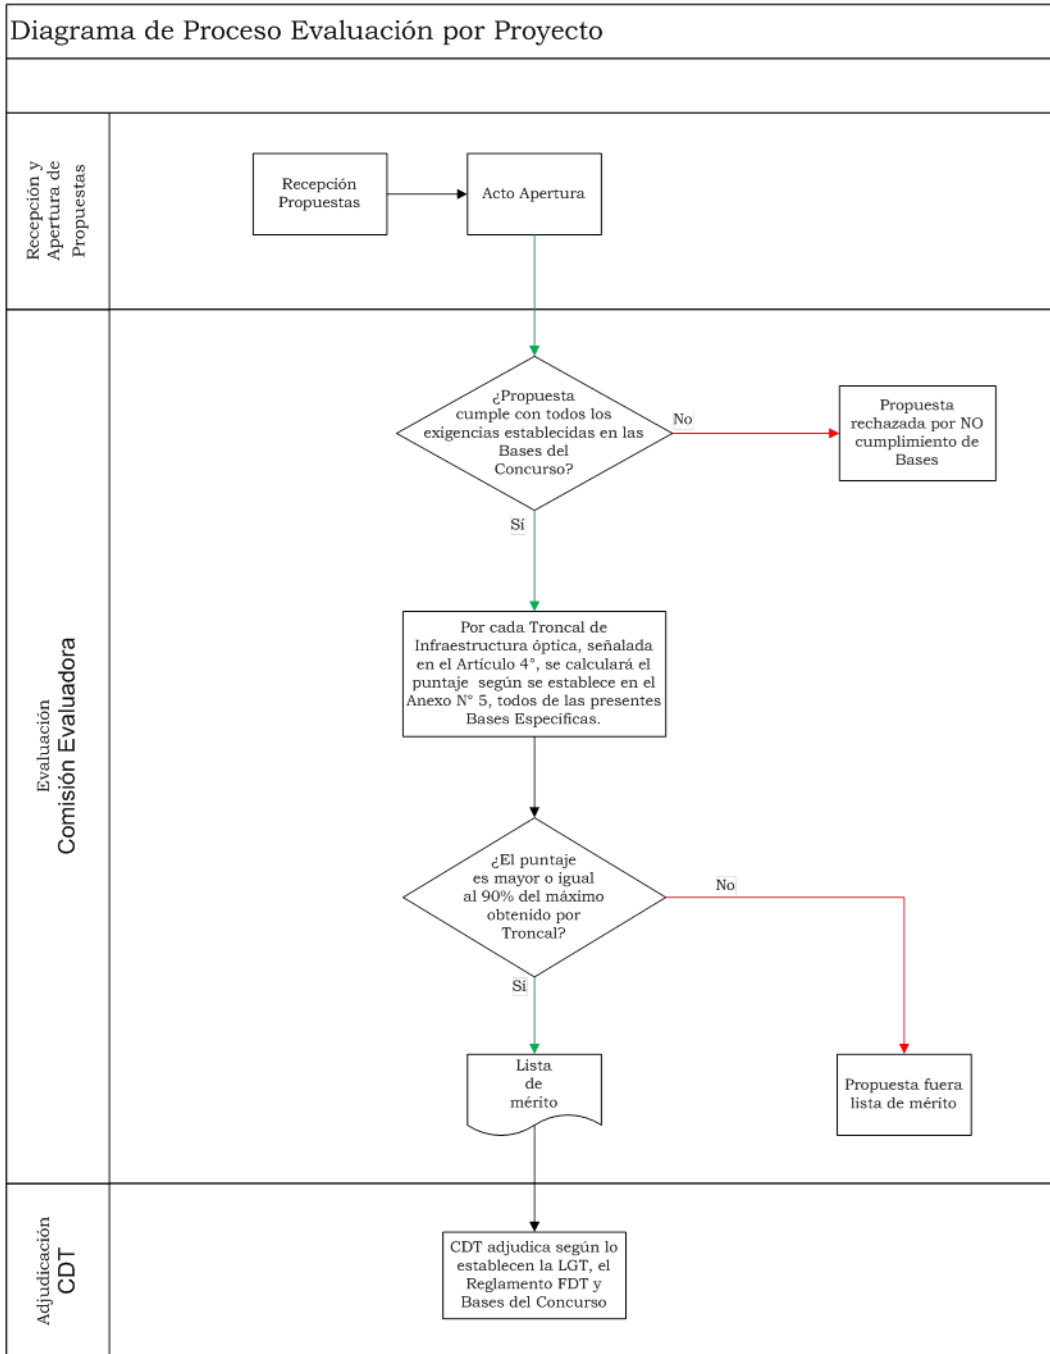 Diagrama de Proceso Evaluación por Proyecto
Recepción y
Apertura de
Propuestas
Recepción
Propuestas
Acto Apertura
Evaluación
Comisión Evaluadora
¿Propuesta
cumple con todos los
exigencias establecidas en las
Bases del
Concurso?
No
Propuesta
rechazada por NO
cumplimiento de
Bases
Sí
Por cada Troncal de
Infraestructura óptica, señalada
en el Artículo 4°, se calculará el
puntaje según se establece en el
Anexo N° 5, todos de las presentes
Bases Específicas.
¿El puntaje
es mayor o igual
al 90% del máximo
obtenido por
Troncal?
No
Sí
Lista
de
mérito
Propuesta fuera
lista de mérito
Adjudicación
CDT
CDT adjudica según lo
establecen la LGT, el
Reglamento FDT y
Bases del Concurso